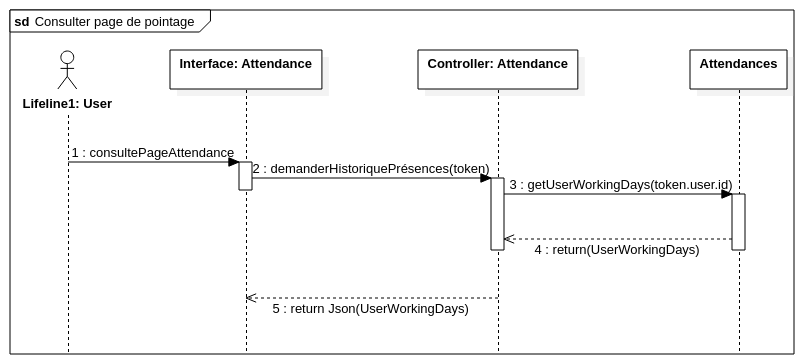 sd Consulter page de pointage
Interface: Attendance
Controller: Attendance
Attendances
Lifeline1: User
1 : consultePageAttendance
2 : demanderHistoriquePrésences(token)
3 : getUserWorkingDays(token.user.id)
4 : return(UserWorkingDays)
5 : return Json(UserWorkingDays)